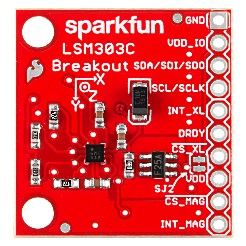 sparkfun
LSM303C
Breakout
GND
VDD_IO
SDA/SDI/SDO
SCL/SCLK
INT_XL
DRDY
CS_XL
VDD
CS_MAG
INT_MAG
X
Z
SJ2